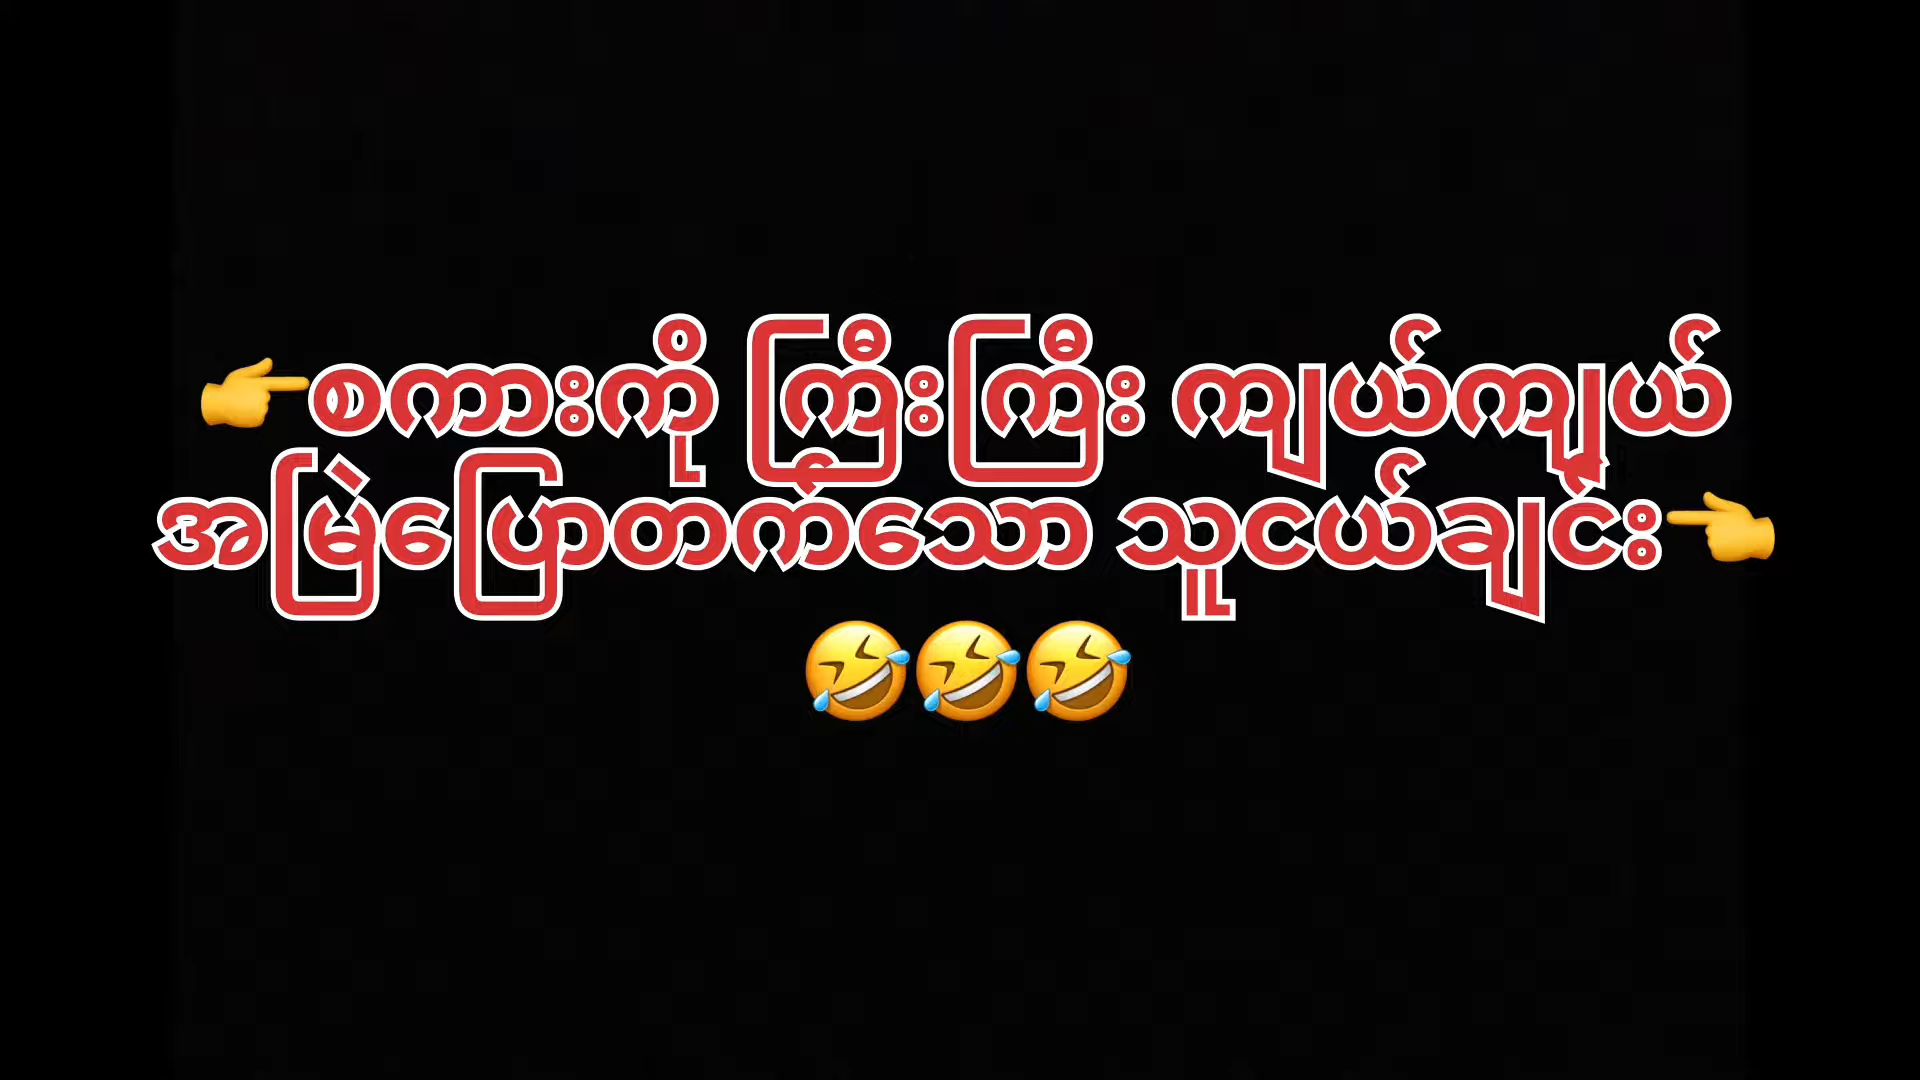 👉စကားကို ကြီးကြီး ကျယ်ကျယ်
အမြဲပြောတက်သော သူငယ်ချင်း👈
🤣🤣🤣